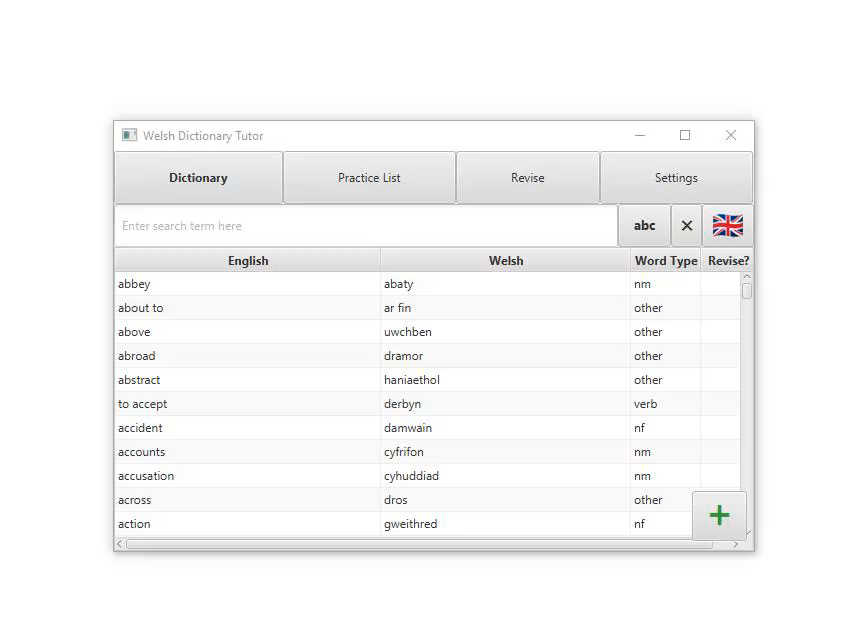 Welsh Dictionary Tutor
Dictionary Practice List Revise Settings
Enter search term here abc
English Welsh Word Type Revise?
abbey abaty nm
about to ar fin other
above uwchben other
abroad dramor other
abstract haniaethol other
to accept derbyn verb
accident damwain nf
accounts cyfrifon nm
accusation cyhuddiad nm
across dros other
action gweithred nf